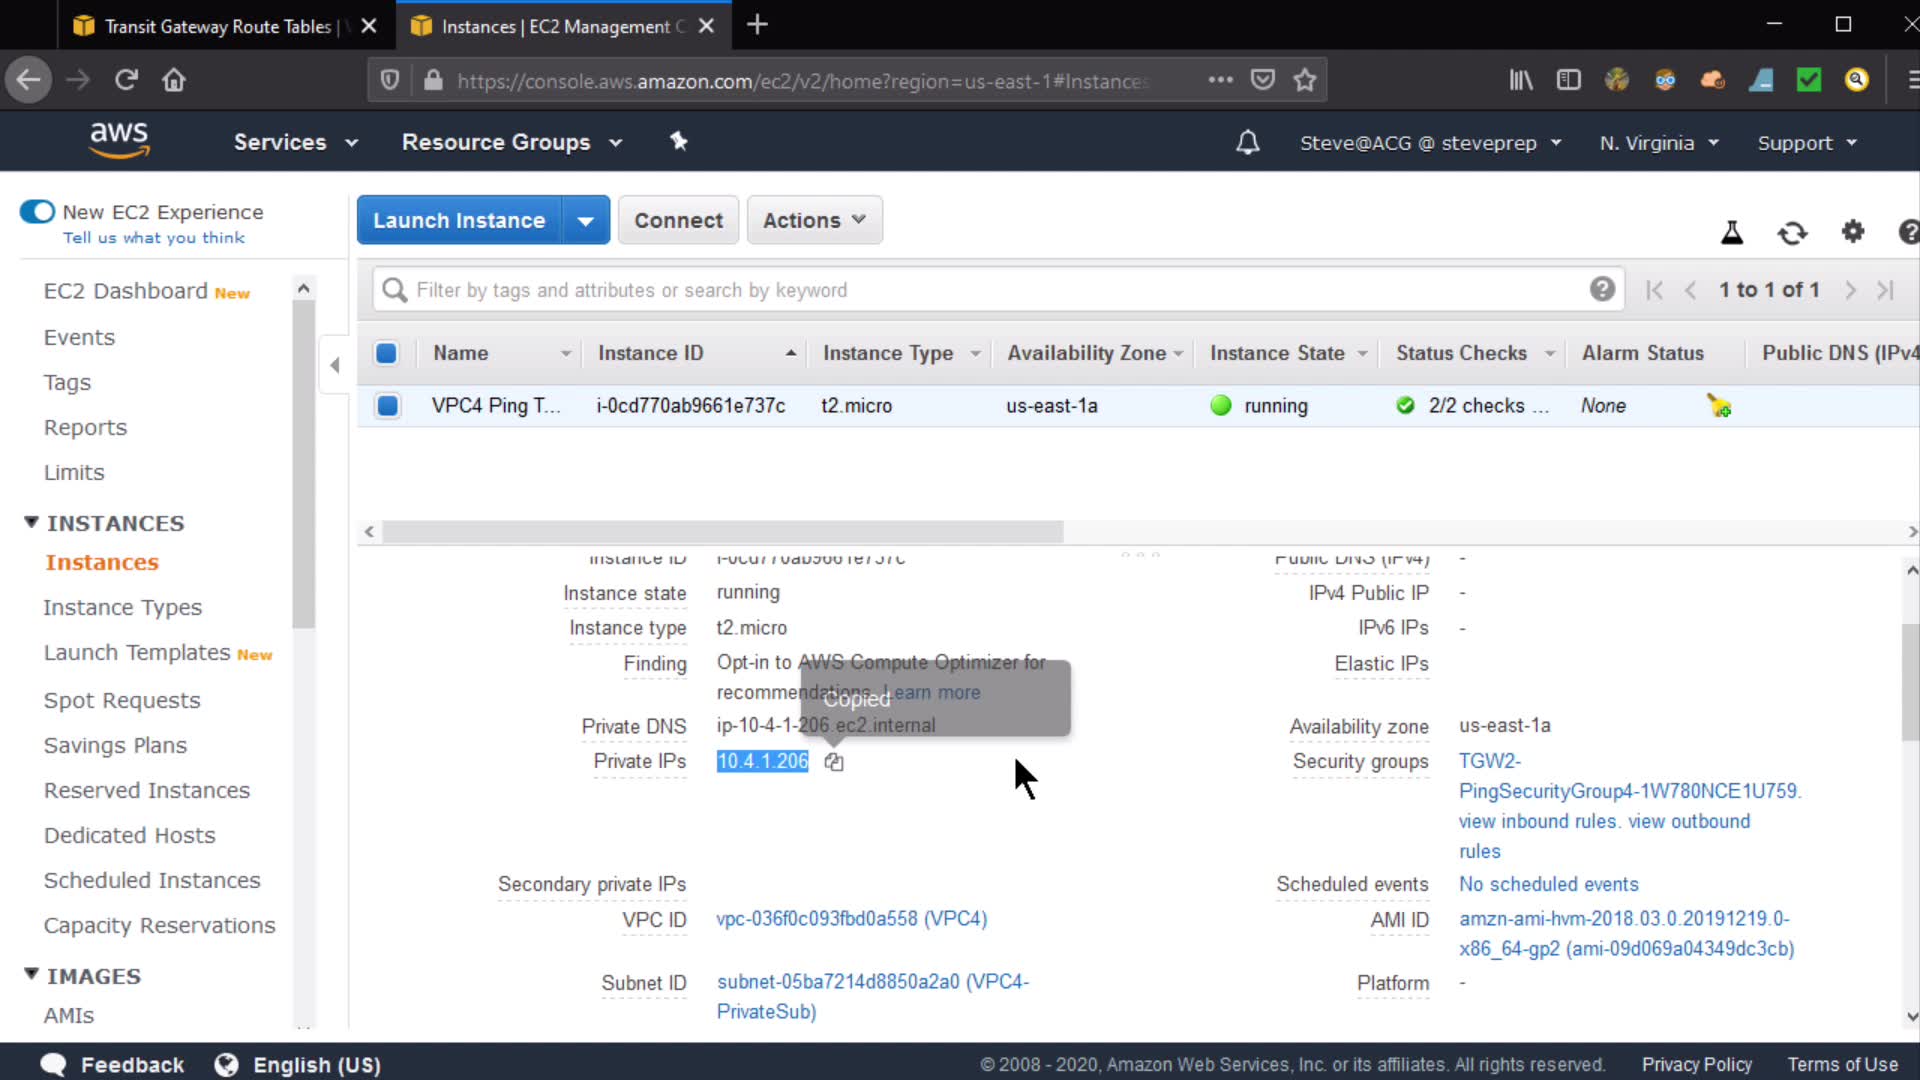 Transit Gateway Route Tables |
Instances | EC2 Management C
https://console.aws.amazon.com/ec2/v2/home?region=us-east-1#Instances
aws
Services
Resource Groups
Steve@ACG @ steveprep
N. Virginia
Support
New EC2 Experience
Tell us what you think
EC2 Dashboard New
Events
Tags
Reports
Limits
INSTANCES
Instances
Instance Types
Launch Templates New
Spot Requests
Savings Plans
Reserved Instances
Dedicated Hosts
Scheduled Instances
Capacity Reservations
IMAGES
AMIs
Launch Instance
Connect
Actions
Filter by tags and attributes or search by keyword
1 to 1 of 1
Name
Instance ID
Instance Type
Availability Zone
Instance State
Status Checks
Alarm Status
Public DNS (IPv4
VPC4 Ping T...
i-0cd770ab9661e737c
t2.micro
us-east-1a
running
2/2 checks ...
None
Instance ID i-0cd770ab9661e737c
Instance state running
Instance type t2.micro
Finding Opt-in to AWS Compute Optimizer for
recommendations. Learn more
Copied
Private DNS ip-10-4-1-206.ec2.internal
Private IPs 10.4.1.206
Secondary private IPs
VPC ID vpc-036f0c093fbd0a558 (VPC4)
Subnet ID subnet-05ba7214d8850a2a0 (VPC4-
PrivateSub)
Public DNS (IPv4) -
IPv4 Public IP -
IPv6 IPs -
Elastic IPs
Availability zone us-east-1a
Security groups TGW2-
PingSecurityGroup4-1W780NCE1U759.
view inbound rules. view outbound
rules
Scheduled events No scheduled events
AMI ID amzn-ami-hvm-2018.03.0.20191219.0-
x86_64-gp2 (ami-09d069a04349dc3cb)
Platform -
Feedback
English (US)
© 2008 - 2020, Amazon Web Services, Inc. or its affiliates. All rights reserved.
Privacy Policy
Terms of Use